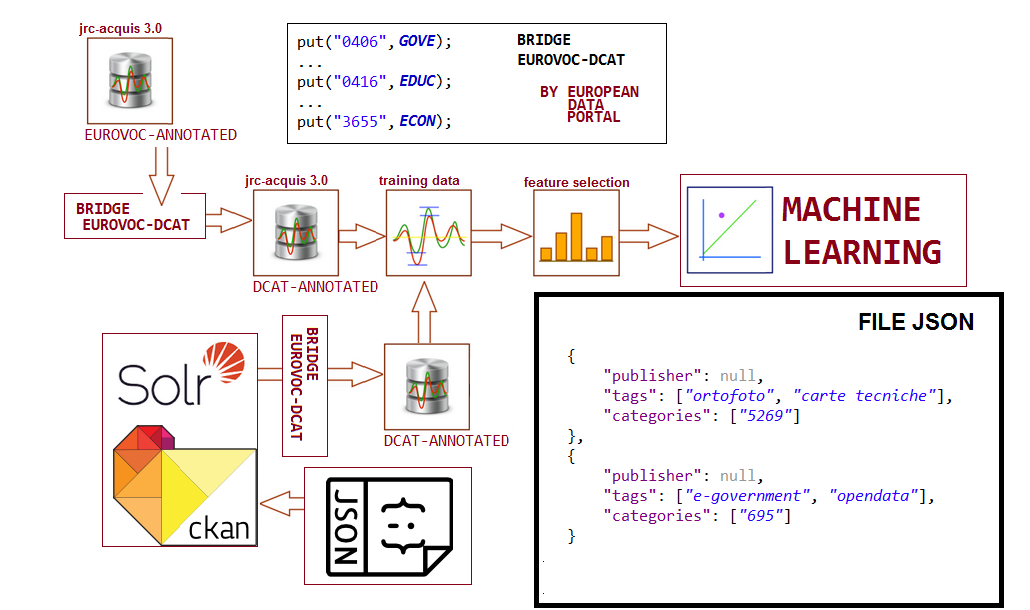 jrc-acquis 3.0
EUROVOC-ANNOTATED
put("0406", GOVE);
...
put("0416", EDUC);
...
put("3655", ECON);
BRIDGE
EUROVOC-DCAT
BY EUROPEAN
DATA
PORTAL
BRIDGE
EUROVOC-DCAT
jrc-acquis 3.0
DCAT-ANNOTATED
training data
feature selection
MACHINE
LEARNING
Solr
ckan
BRIDGE
EUROVOC-DCAT
DCAT-ANNOTATED
JSON
{--:}
FILE JSON
{
"publisher": null,
"tags": ["ortofoto", "carte tecniche"],
"categories": ["5269"]
},
{
"publisher": null,
"tags": ["e-government", "opendata"],
"categories": ["695"]
}
.
.